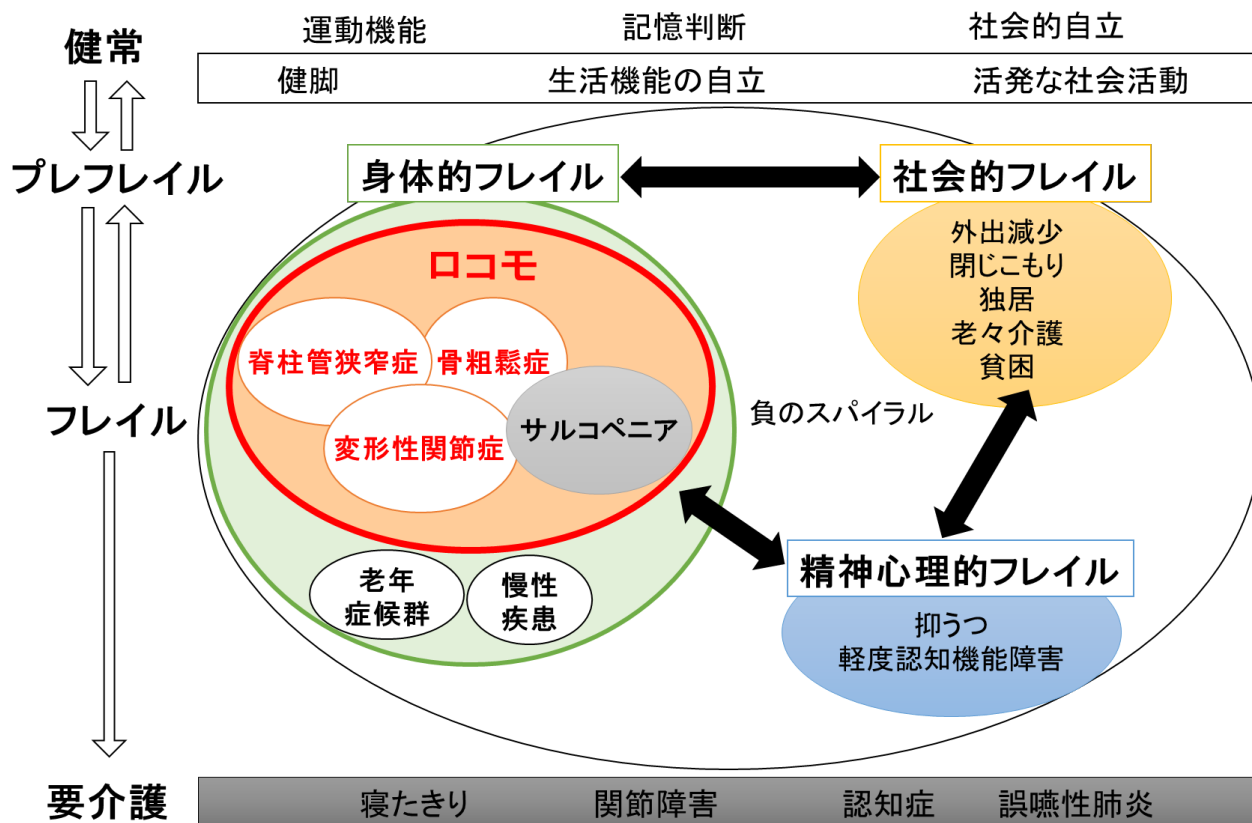 運動機能 記憶判断 社会的自立
健常
健脚 生活機能の自立 活発な社会活動
プレフレイル
身体的フレイル
社会的フレイル
ロコモ
脊柱管狭窄症
骨粗鬆症
変形性関節症
サルコペニア
老年
症候群
慢性
疾患
外出減少
閉じこもり
独居
老々介護
貧困
フレイル
負のスパイラル
精神心理的フレイル
抑うつ
軽度認知機能障害
要介護
寝たきり 関節障害 認知症 誤嚥性肺炎